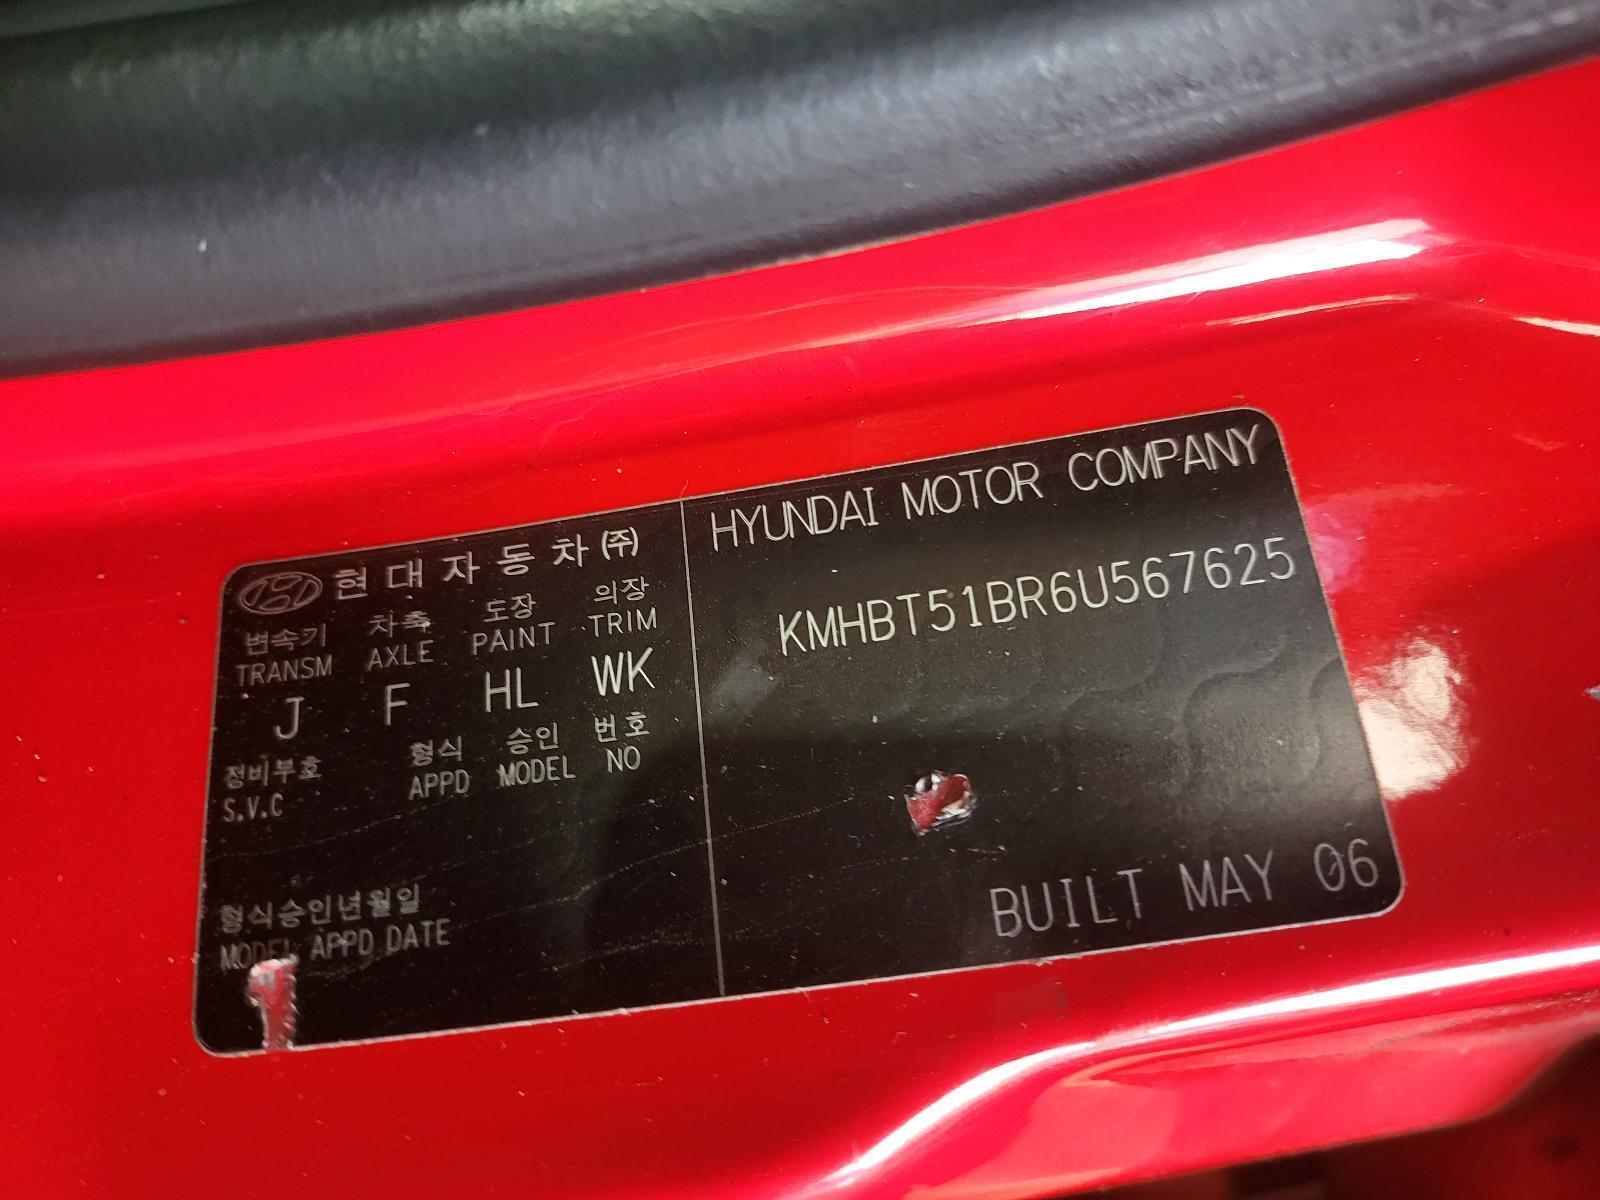 현대자동차㈜
변속기 차축 도장 의장
TRANSM AXLE PAINT TRIM
J F HL WK
정비부호 형식 승인 번호
S.V.C APPD MODEL NO
형식승인년월일
MODEL APPD DATE
HYUNDAI MOTOR COMPANY
KMHBT51BR6U567625
BUILT MAY 06